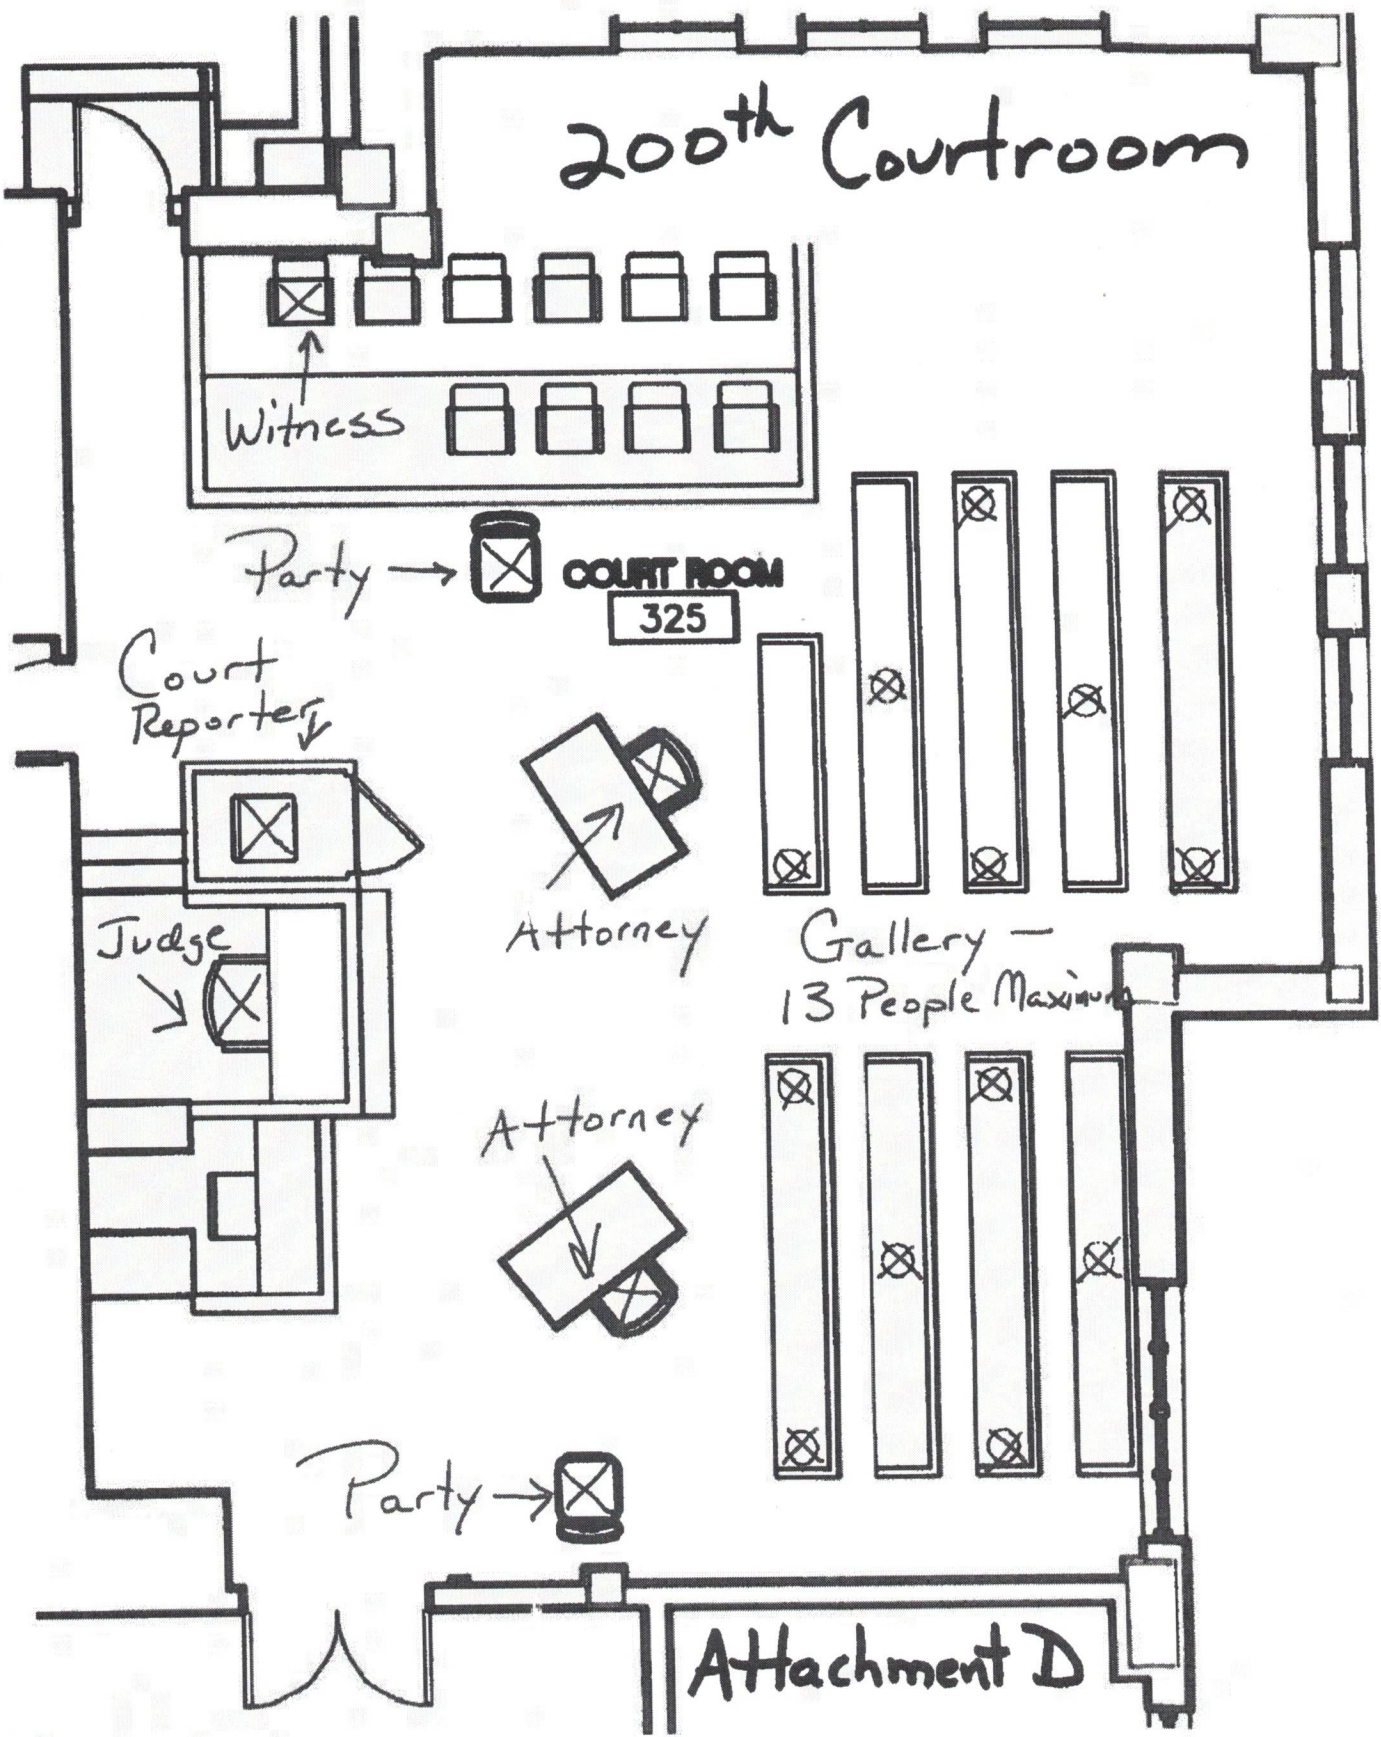 200th Courtroom
Witness
Party
COURT ROOM
325
Court
Reporter
Attorney
Judge
Gallery –
13 People Maximum
Attorney
Party
Attachment D